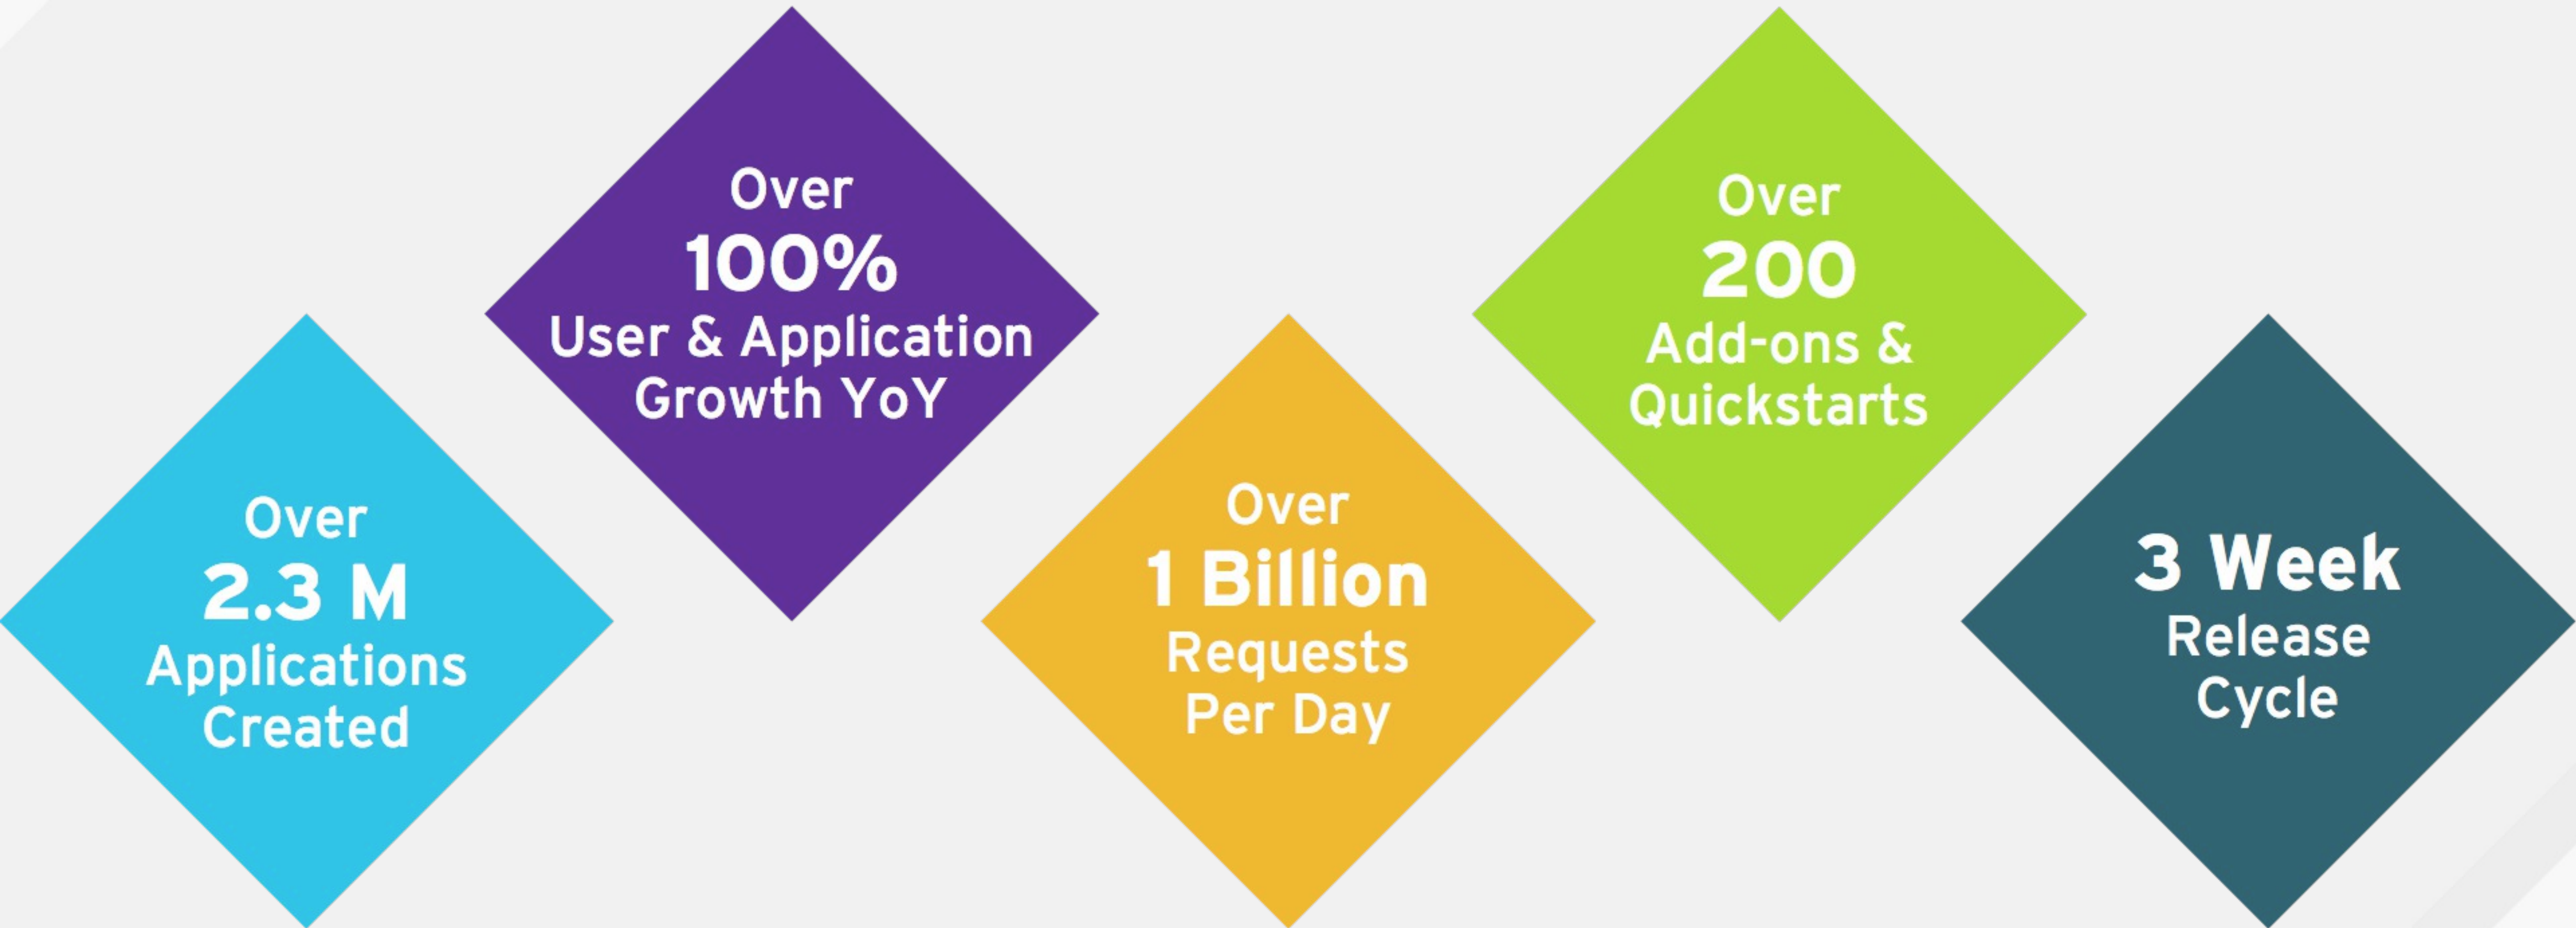 Over
2.3 M
Applications
Created
Over
100%
User & Application
Growth YoY
Over
1 Billion
Requests
Per Day
Over
200
Add-ons &
Quickstarts
3 Week
Release
Cycle